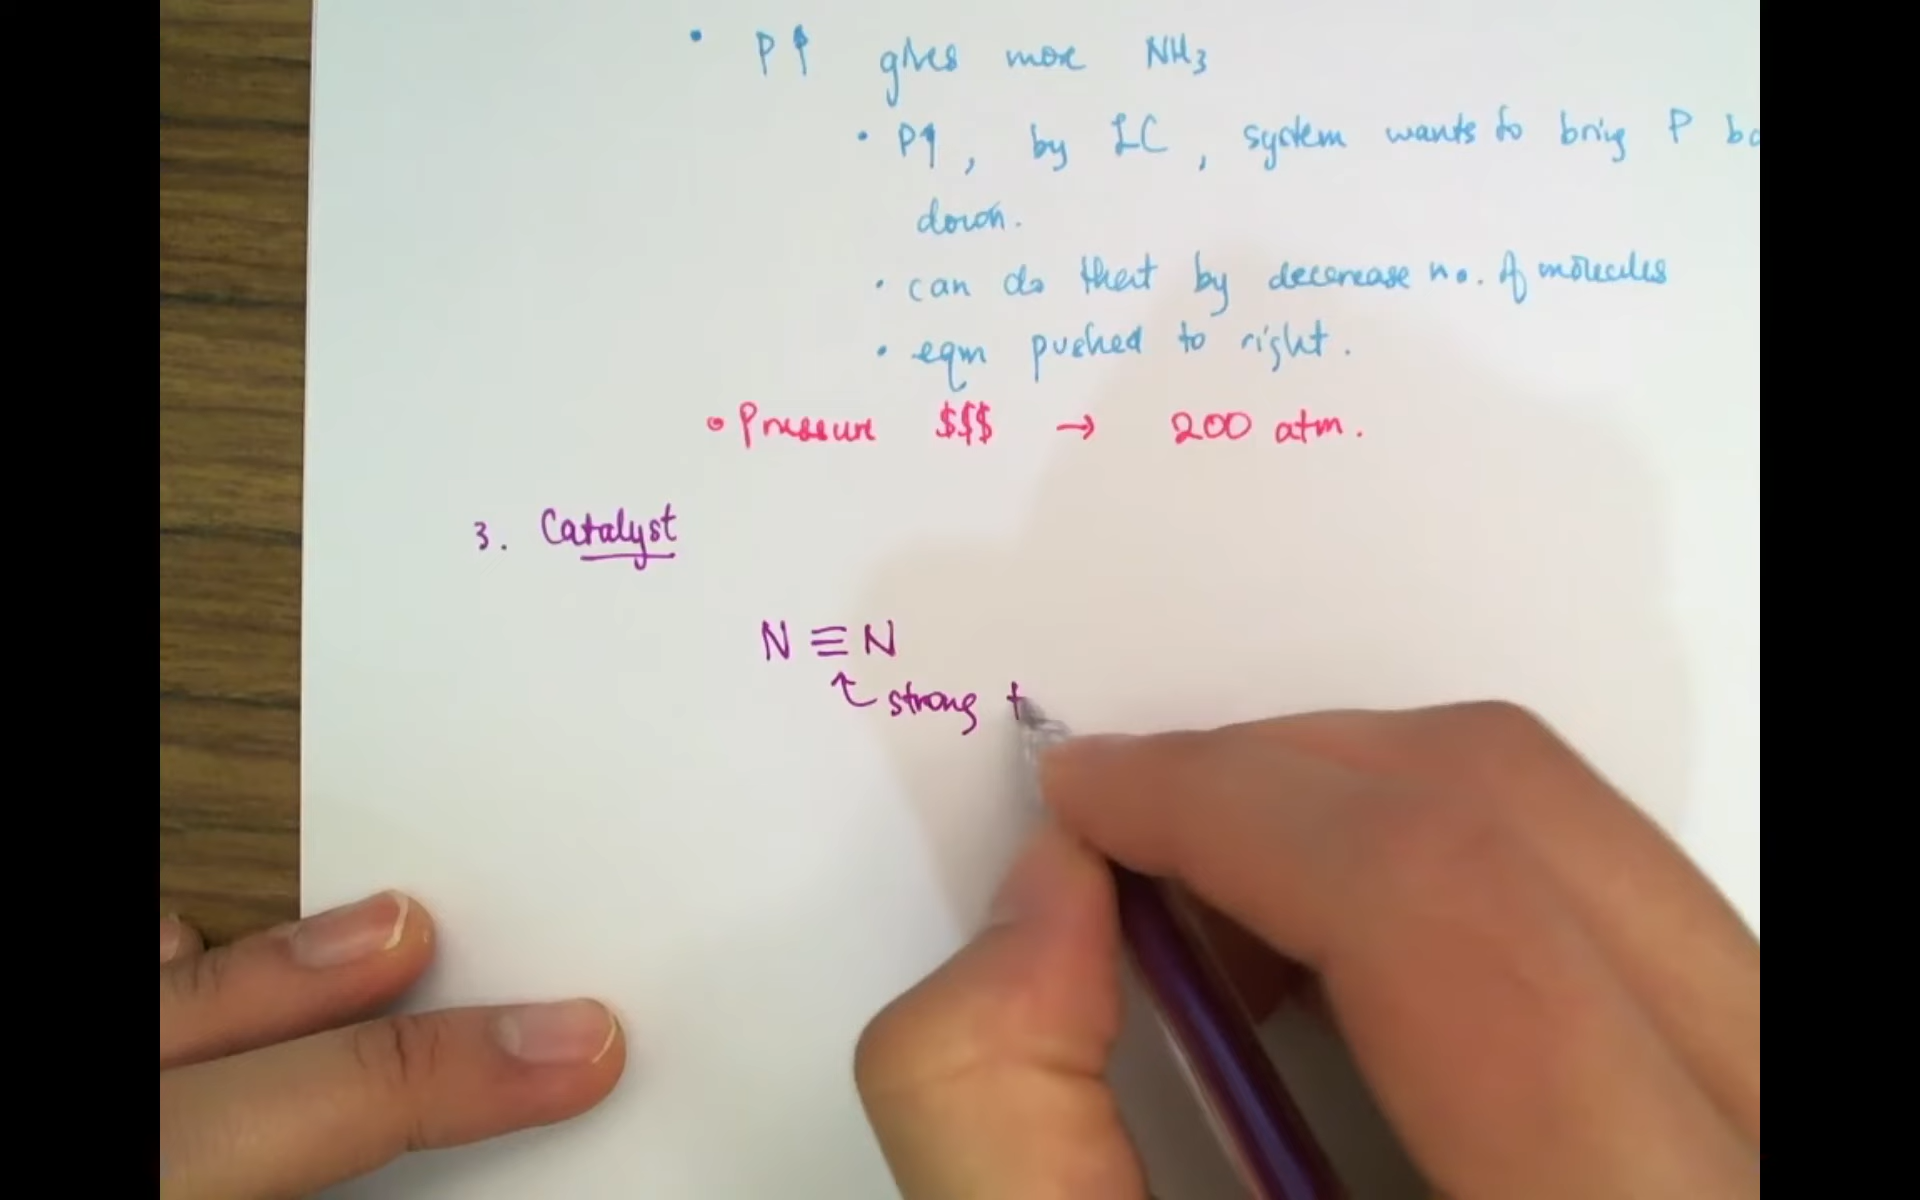 • P↑ gives more NH3
• P↑, by LC, system wants to bring P
down.
• can do that by decrease no. of molecules
• eqm pushed to right.
• Pressure $$$ → 200 atm.
3. Catalyst
N≡N
↑ strong